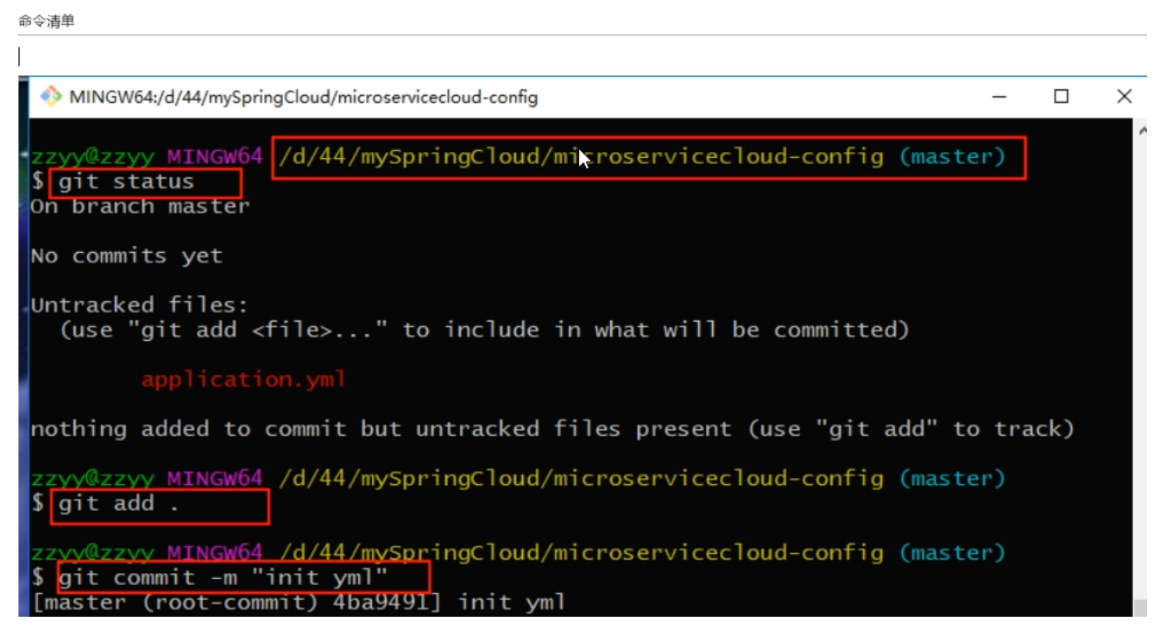 命令清单
MINGW64:/d/44/mySpringCloud/microservicecloud-config
zzyy@zzyy MINGW64 /d/44/mySpringCloud/microservicecloud-config (master)
$ git status
On branch master
No commits yet
Untracked files:
(use "git add <file>..." to include in what will be committed)
application.yml
nothing added to commit but untracked files present (use "git add" to track)
zzyy@zzyy MINGW64 /d/44/mySpringCloud/microservicecloud-config (master)
$ git add .
zzyy@zzyy MINGW64 /d/44/mySpringCloud/microservicecloud-config (master)
$ git commit -m "init yml"
[master (root-commit) 4ba9491] init yml